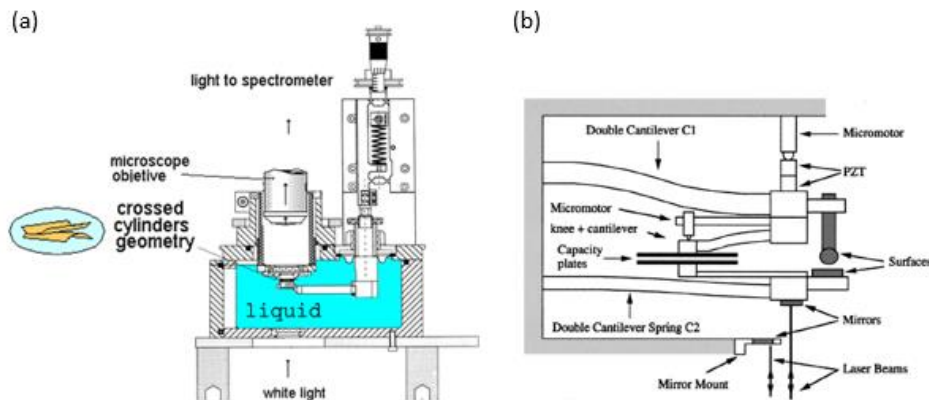 (a)
light to spectrometer
microscope
objetive
crossed
cylinders
geometry
liquid
white light
(b)
Double Cantilever C1
Micromotor
PZT
Micromotor
knee + cantilever
Capacity
plates
Surfaces
Double Cantilever Spring C2
Mirrors
Mirror Mount
Laser Beams